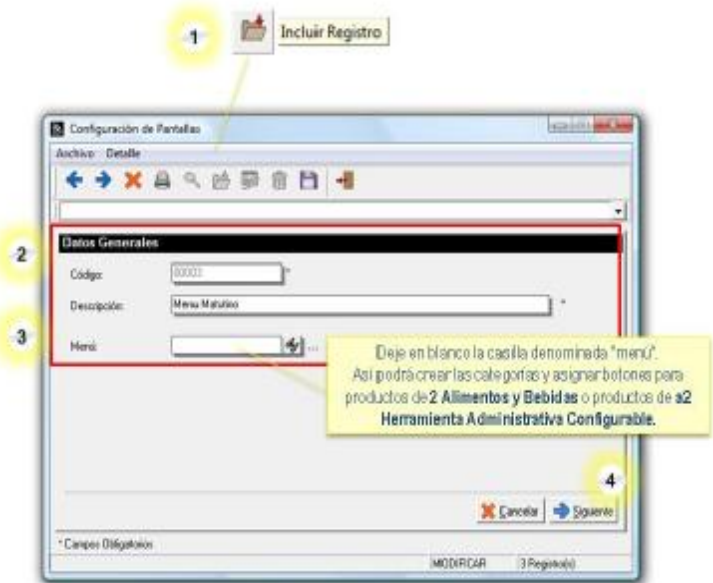 1
Incluir Registro
Configuración de Pantallas
Archivo Detalle
2
Datos Generales
Código: 00003 *
Descripción: Menu Matutino *
3
Menú: ...
Deje en blanco la casilla denominada "menú".
Así podrá crear las categorías y asignar botones para
productos de 2 Alimentos y Bebidas o productos de a2
Herramienta Administrativa Configurable.
4
Cancelar Siguiente
* Campos Obligatorios
MODIFICAR 3 Registro(s)